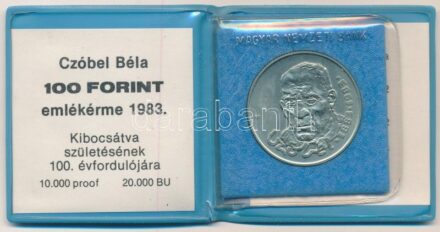 Czóbel Béla
100 FORINT
emlékérme 1983.
Kibocsátva
születésének
100. évfordulójára
10.000 proof 20.000 BU
MAGYAR NEMZETI BANK
darabanth